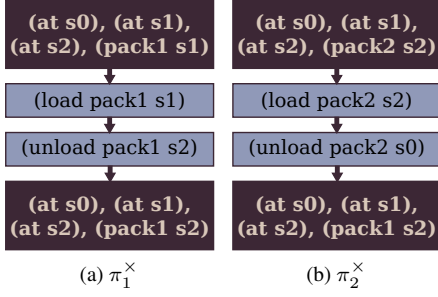 (at s0), (at s1),
(at s2), (pack1 s1)
(load pack1 s1)
(unload pack1 s2)
(at s0), (at s1),
(at s2), (pack1 s2)
(a) π₁ˣ
(at s0), (at s1),
(at s2), (pack2 s2)
(load pack2 s2)
(unload pack2 s0)
(at s0), (at s1),
(at s2), (pack1 s2)
(b) π₂ˣ